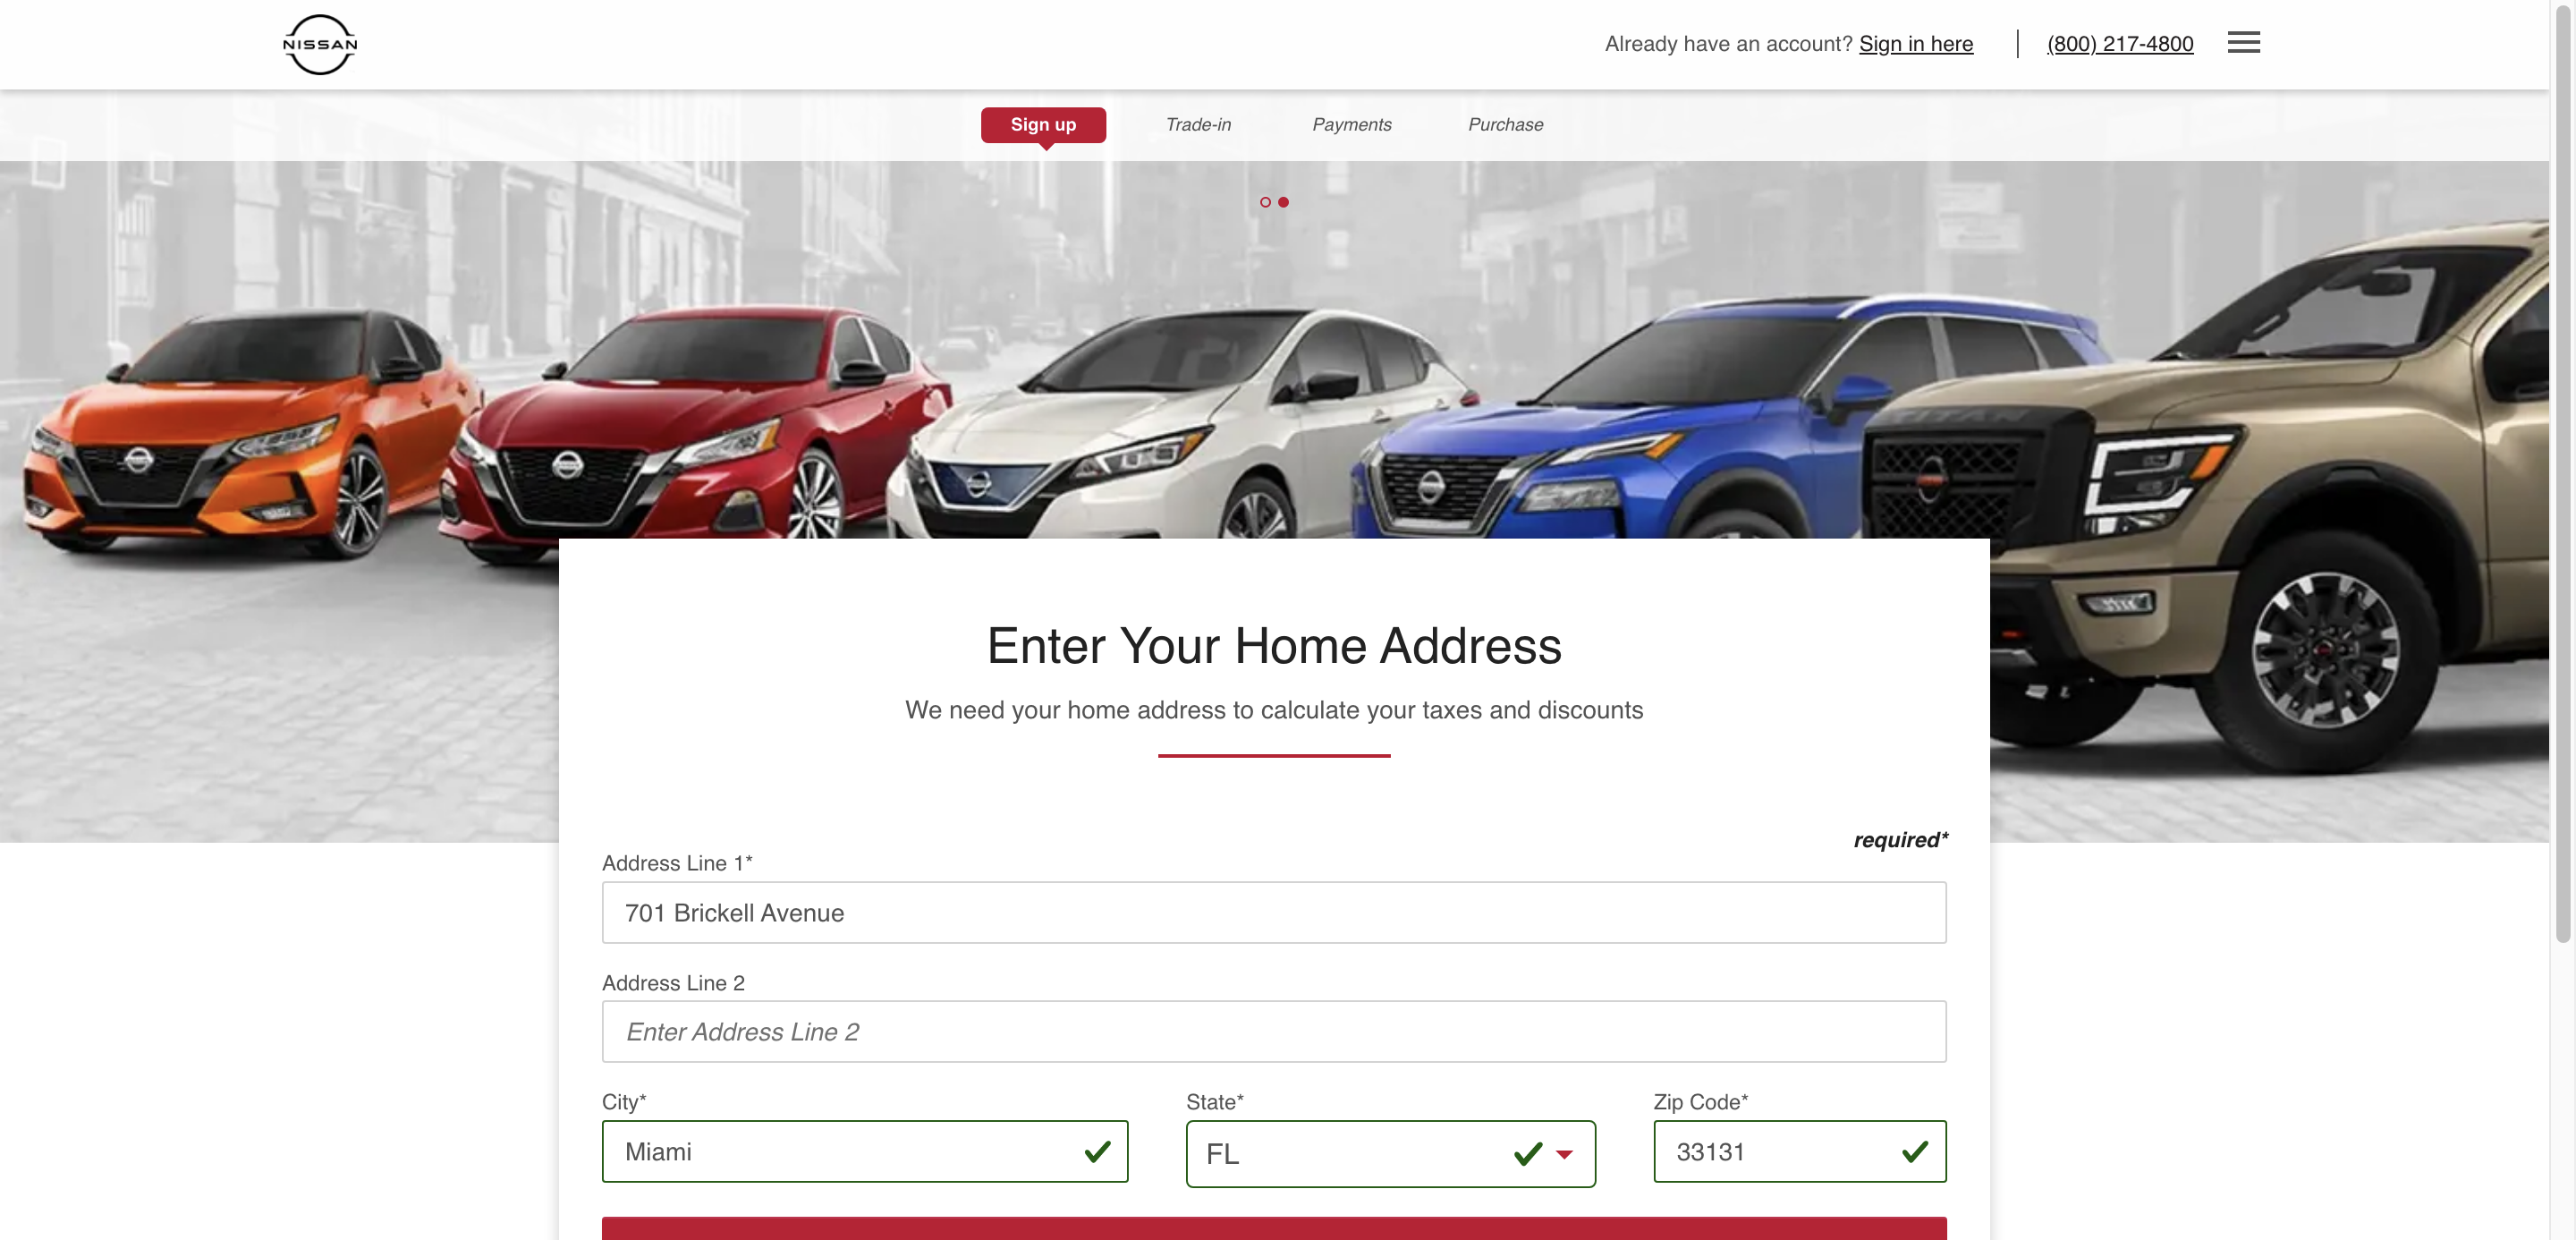 NISSAN
Already have an account? Sign in here
(800) 217-4800
Sign up
Trade-in
Payments
Purchase
TITAN
Enter Your Home Address
We need your home address to calculate your taxes and discounts
required*
Address Line 1*
701 Brickell Avenue
Address Line 2
Enter Address Line 2
City*
State*
Zip Code*
Miami
FL
33131